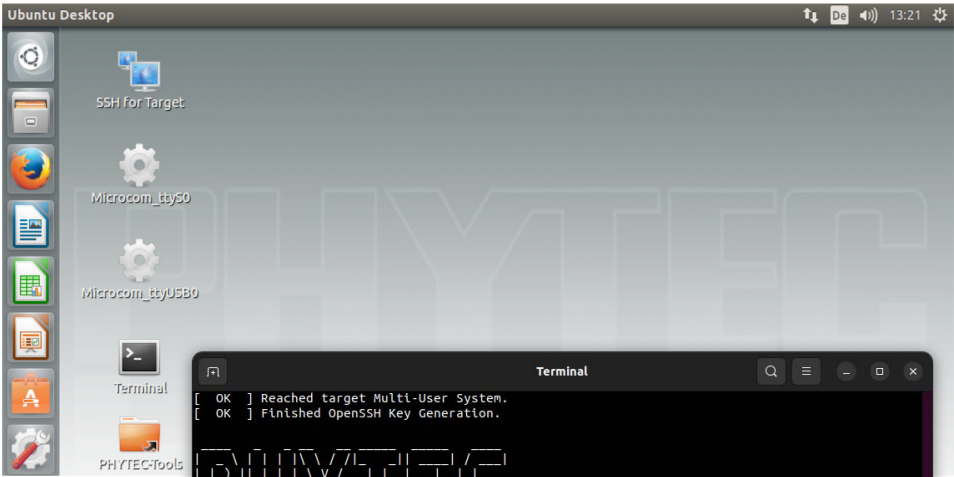 Ubuntu Desktop
De
13:21
SSH for Target
PHYTEC
Microcom_ttyS0
Microcom_ttyUSB0
Terminal
PHYTEC-Tools
Terminal
[  OK  ] Reached target Multi-User System.
[  OK  ] Finished OpenSSH Key Generation.
PHYTEC